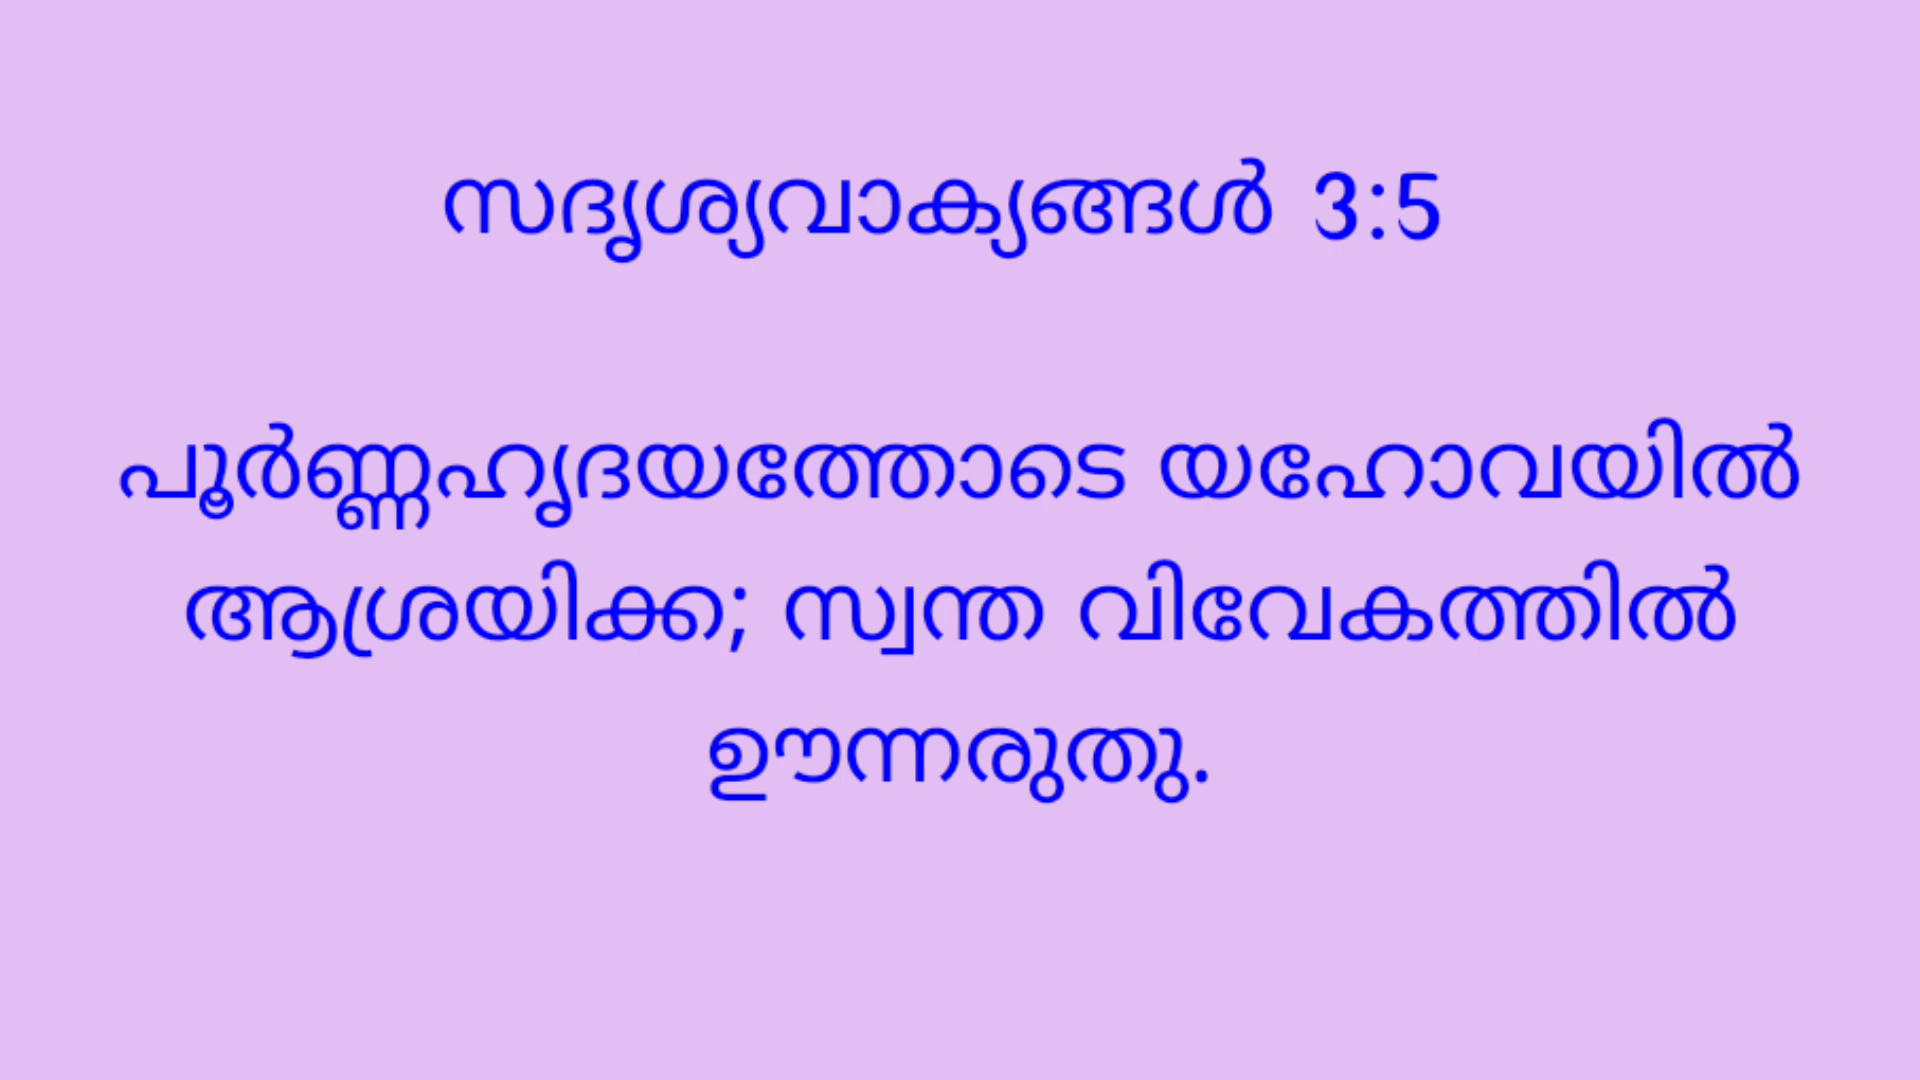 സദൃശ്യവാക്യങ്ങൾ 3:5
പൂർണ്ണഹൃദയത്തോടെ യഹോവയിൽ
ആശ്രയിക്ക; സ്വന്ത വിവേകത്തിൽ
ഊന്നരുതു.